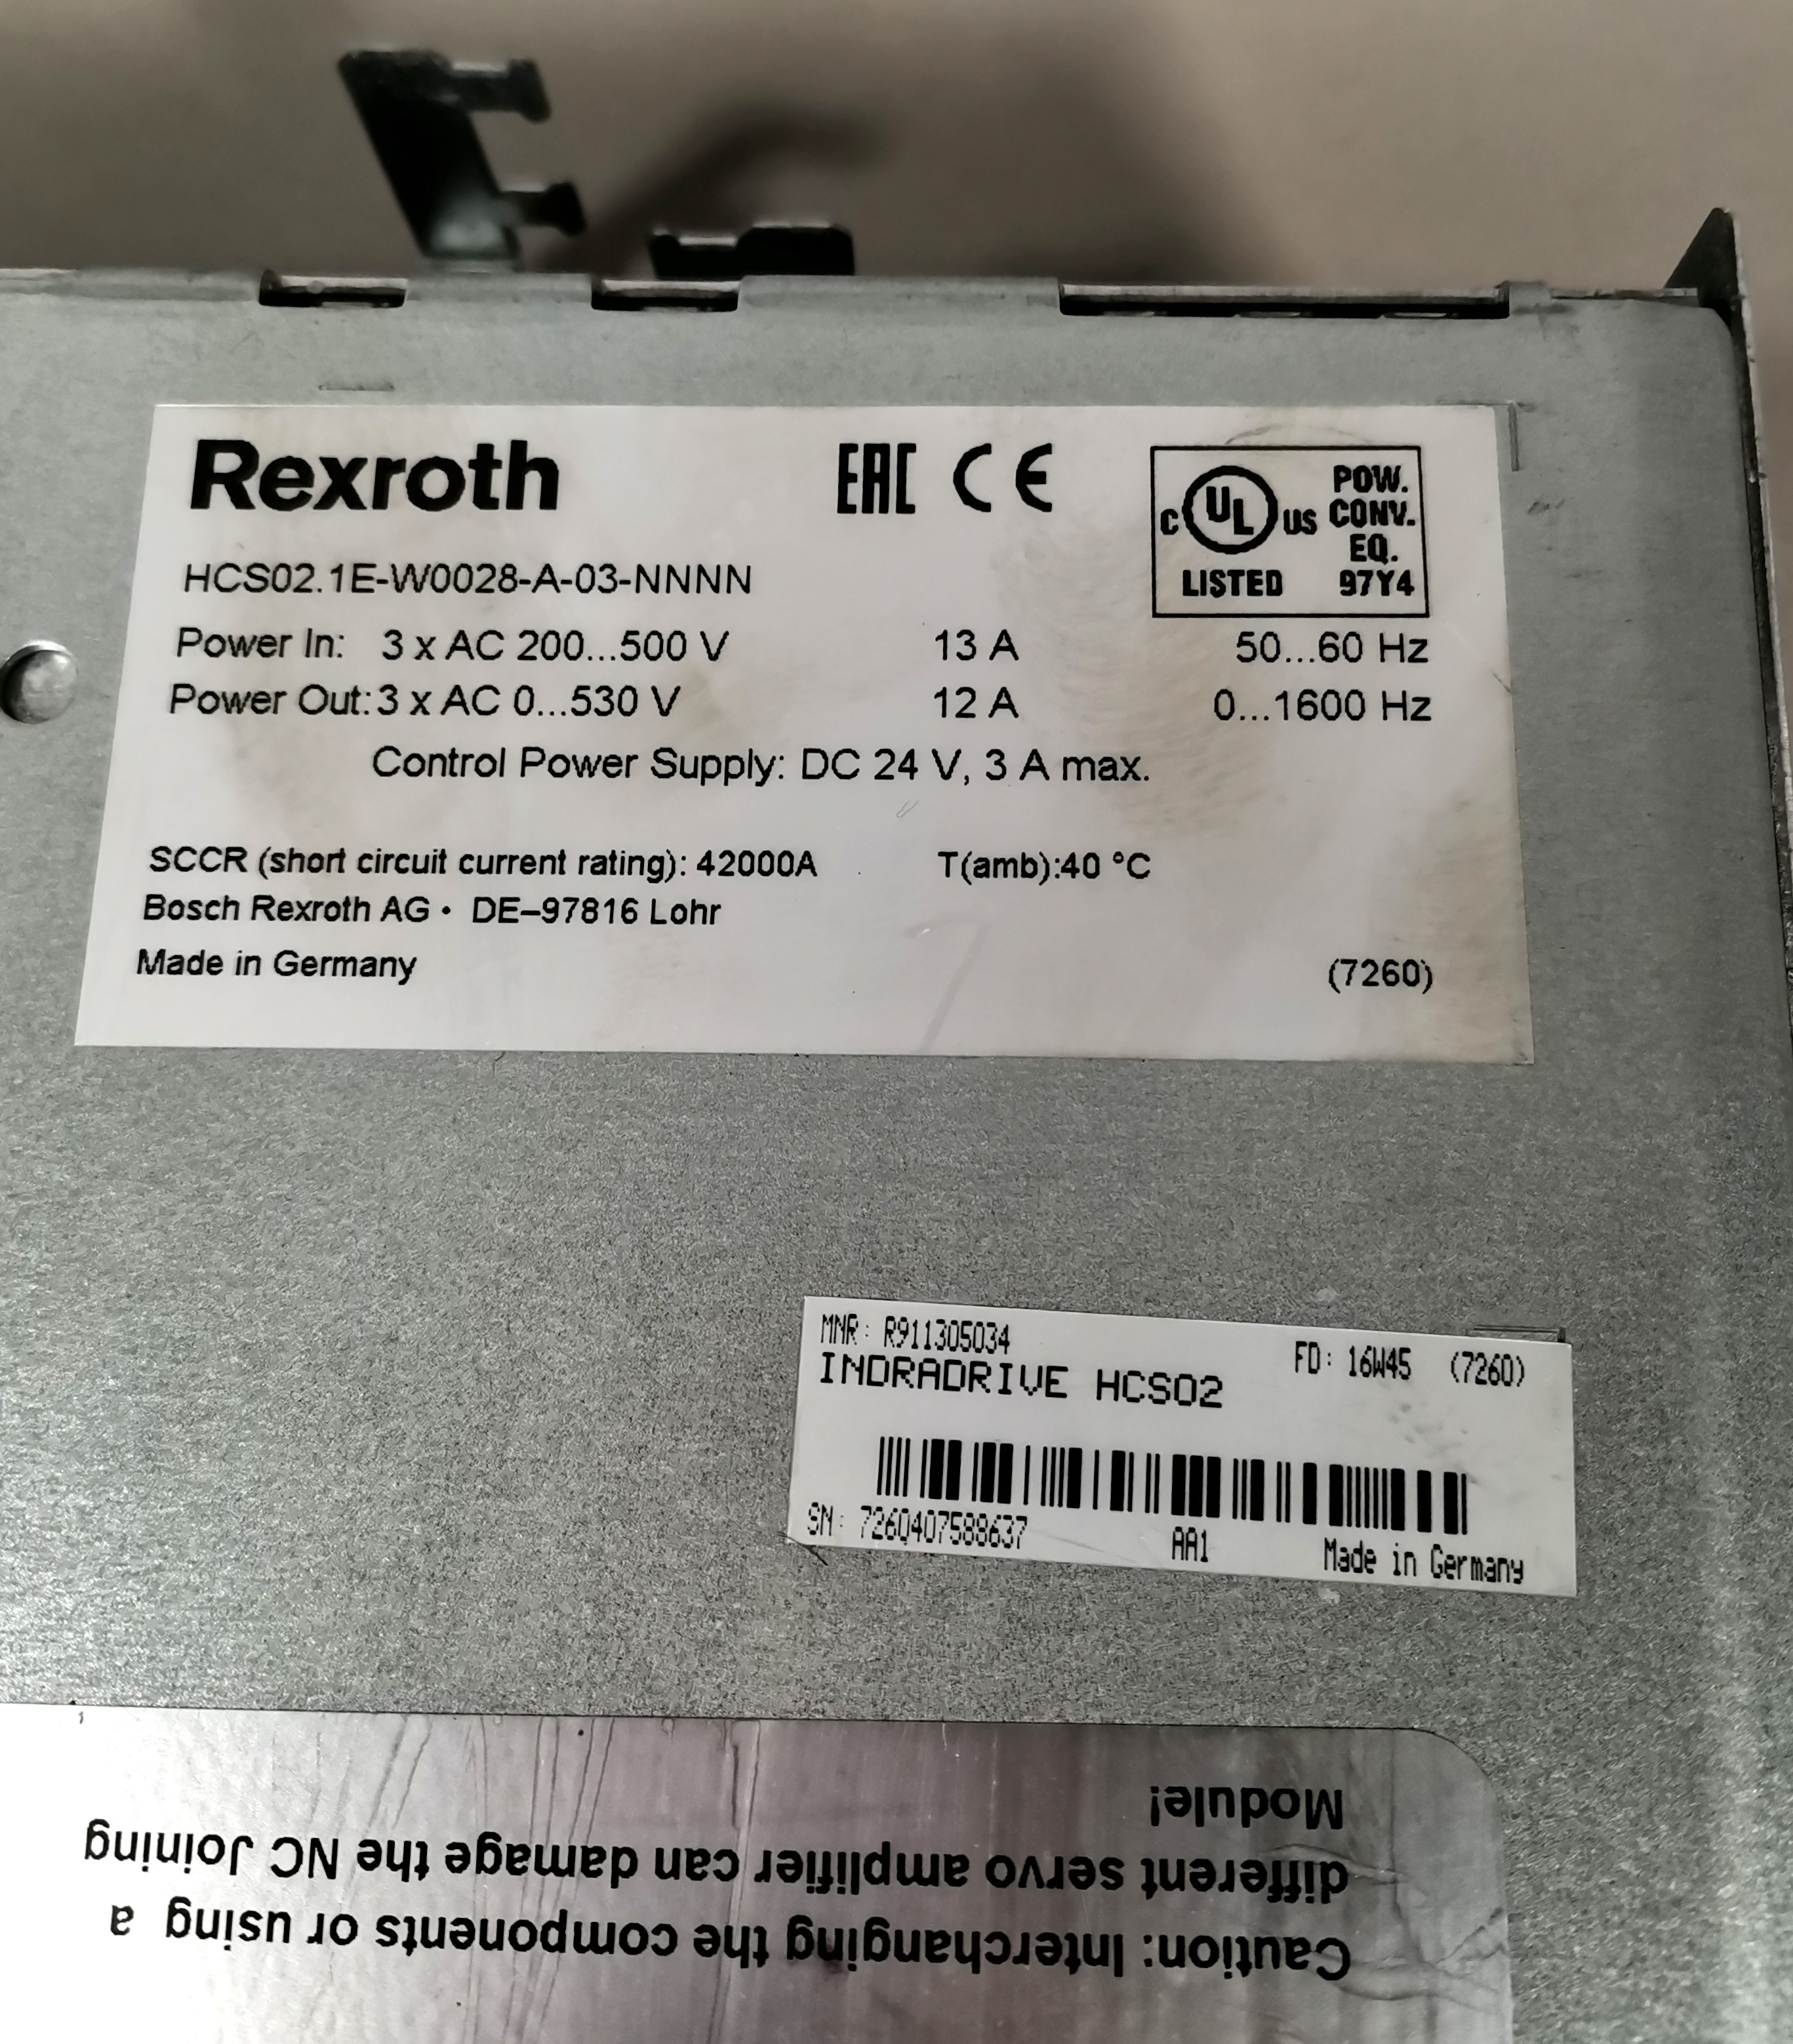 Rexroth
EAC CE
C UL US LISTED
POW.
CONV.
EQ.
97Y4
HCS02.1E-W0028-A-03-NNNN
Power In: 3 x AC 200...500 V 13 A 50...60 Hz
Power Out: 3 x AC 0...530 V 12 A 0...1600 Hz
Control Power Supply: DC 24 V, 3 A max.
SCCR (short circuit current rating): 42000A T(amb):40 °C
Bosch Rexroth AG • DE–97816 Lohr
Made in Germany (7260)
MNR: R911305034 FD: 16W45 (7260)
INDRADRIVE HCS02
SN: 7260407588637 AA1 Made in Germany
Caution: Interchanging the components or using a
different servo amplifier can damage the NC Joining
Module!